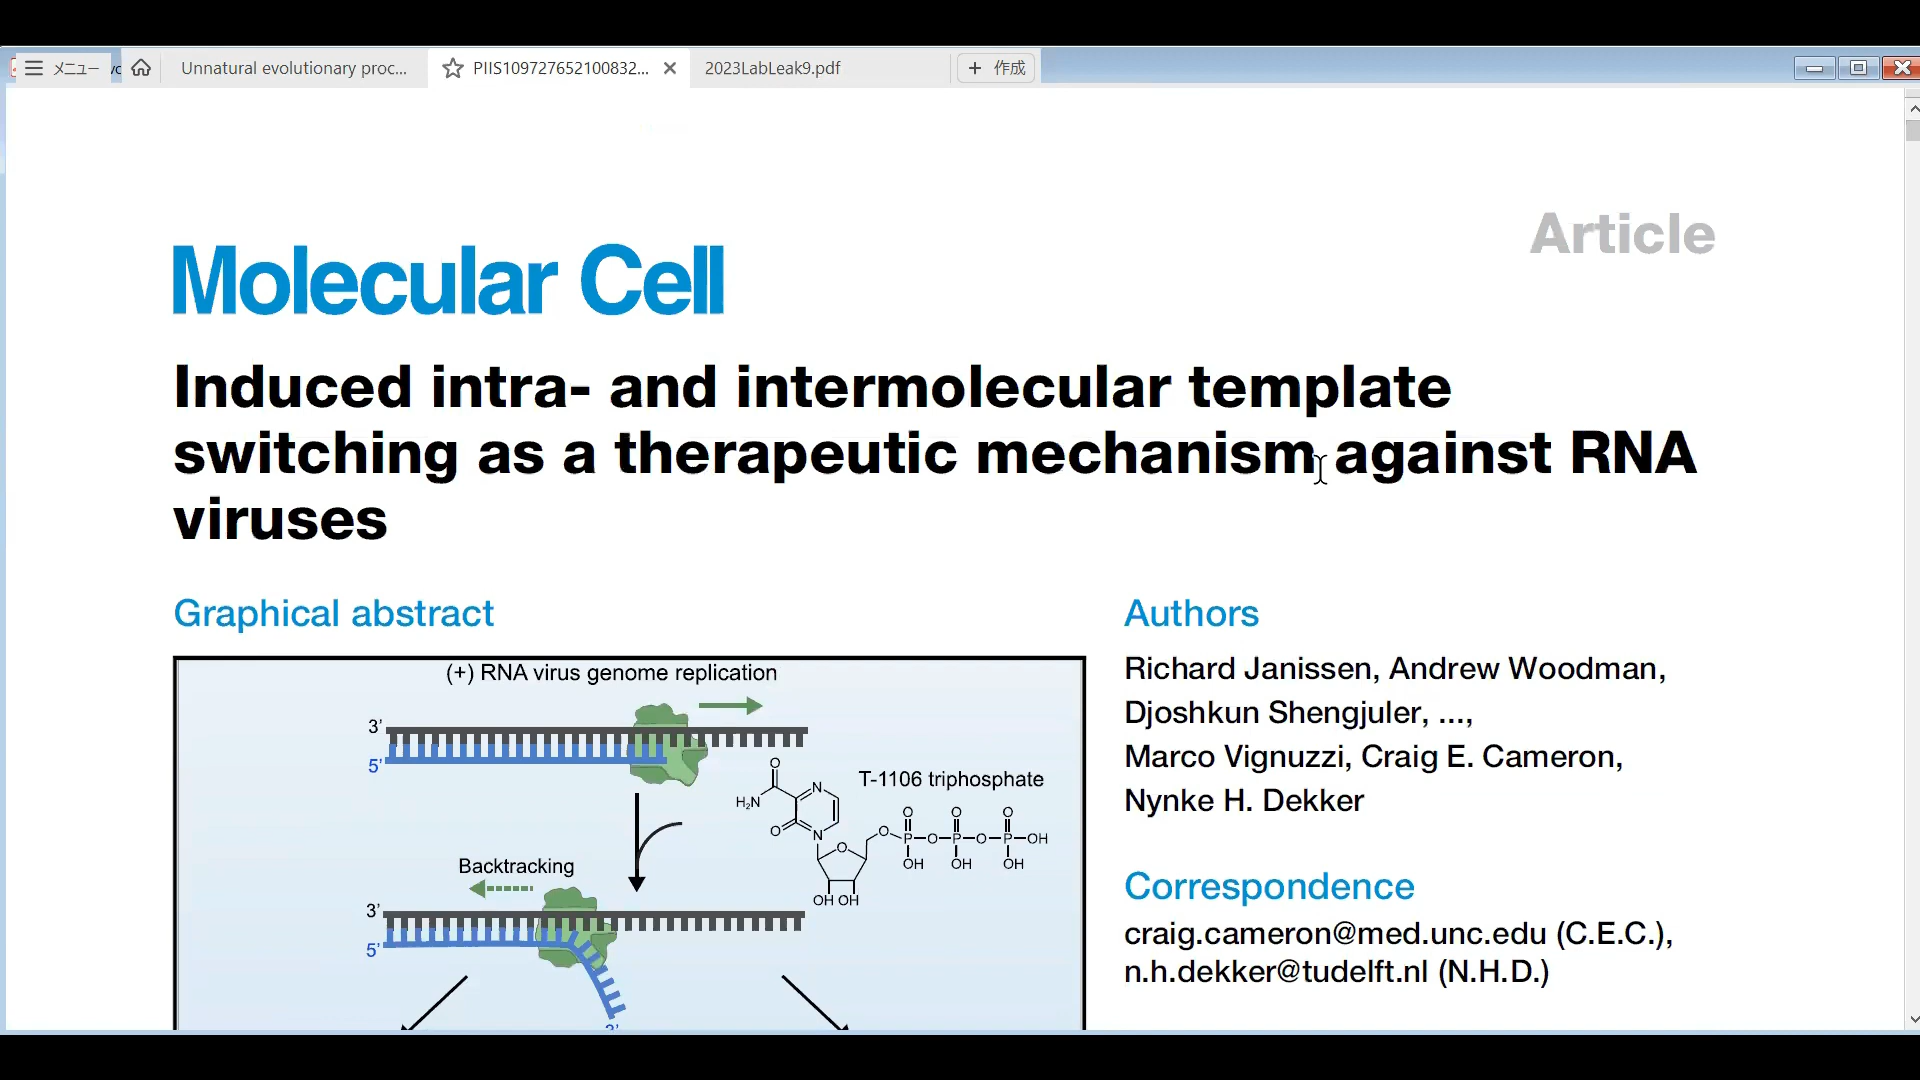 メニュー
Unnatural evolutionary proc...
PIIS109727652100832...
2023LabLeak9.pdf
+ 作成
Article
Molecular Cell
Induced intra- and intermolecular template
switching as a therapeutic mechanism against RNA
viruses
Graphical abstract
(+) RNA virus genome replication
3'
5'
T-1106 triphosphate
O
H₂N
N
O
N
O
O
O
O
O
P
O
P
O
P
OH
OH
OH
OH
OH OH
Backtracking
3'
5'
Authors
Richard Janissen, Andrew Woodman,
Djoshkun Shengjuler, ...,
Marco Vignuzzi, Craig E. Cameron,
Nynke H. Dekker
Correspondence
craig.cameron@med.unc.edu (C.E.C.),
n.h.dekker@tudelft.nl (N.H.D.)